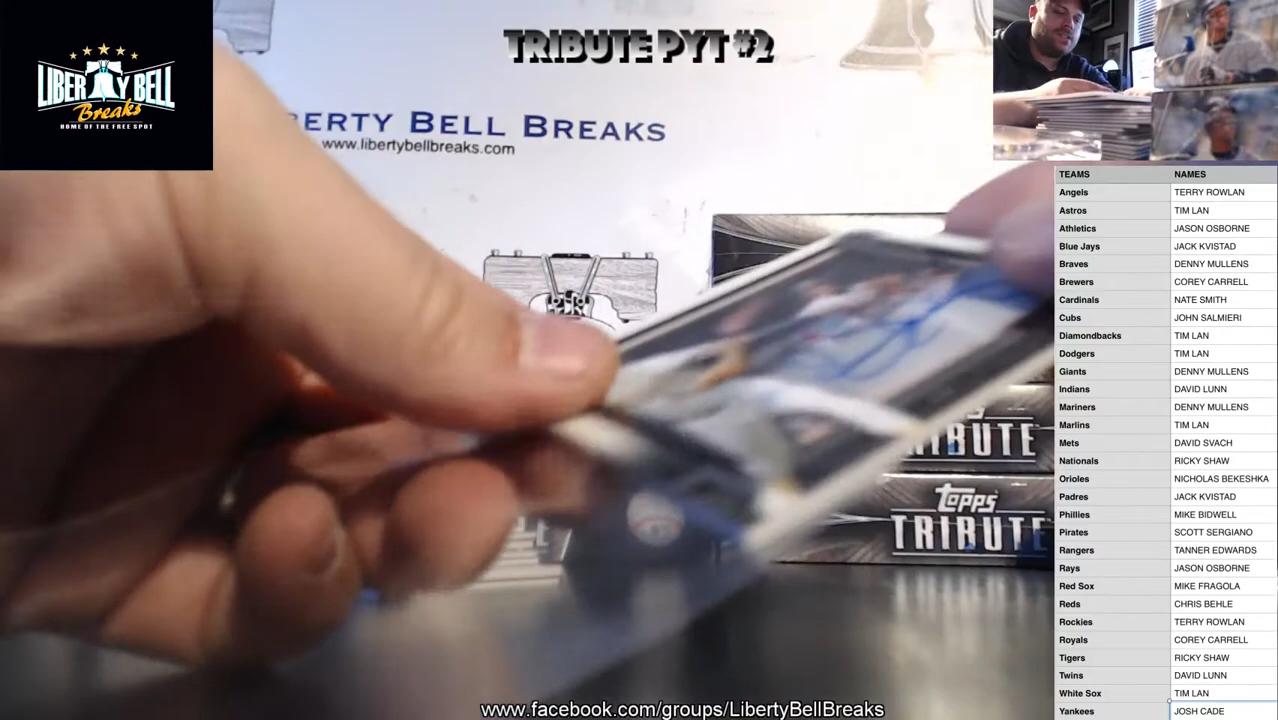 LIBERTY BELL
Breaks
HOME OF THE FREE SPOT
TRIBUTE PYT #2
ERTY BELL BREAKS
www.libertybellbreaks.com
TRIBUTE
topps
TRIBUTE
TEAMS NAMES
Angels TERRY ROWLAN
Astros TIM LAN
Athletics JASON OSBORNE
Blue Jays JACK KVISTAD
Braves DENNY MULLENS
Brewers COREY CARRELL
Cardinals NATE SMITH
Cubs JOHN SALMIERI
Diamondbacks TIM LAN
Dodgers TIM LAN
Giants DENNY MULLENS
Indians DAVID LUNN
Mariners DENNY MULLENS
Marlins TIM LAN
Mets DAVID SVACH
Nationals RICKY SHAW
Orioles NICHOLAS BEKESHKA
Padres JACK KVISTAD
Phillies MIKE BIDWELL
Pirates SCOTT SERGIANO
Rangers TANNER EDWARDS
Rays JASON OSBORNE
Red Sox MIKE FRAGOLA
Reds CHRIS BEHLE
Rockies TERRY ROWLAN
Royals COREY CARRELL
Tigers RICKY SHAW
Twins DAVID LUNN
White Sox TIM LAN
Yankees JOSH CADE
www.facebook.com/groups/LibertyBellBreaks